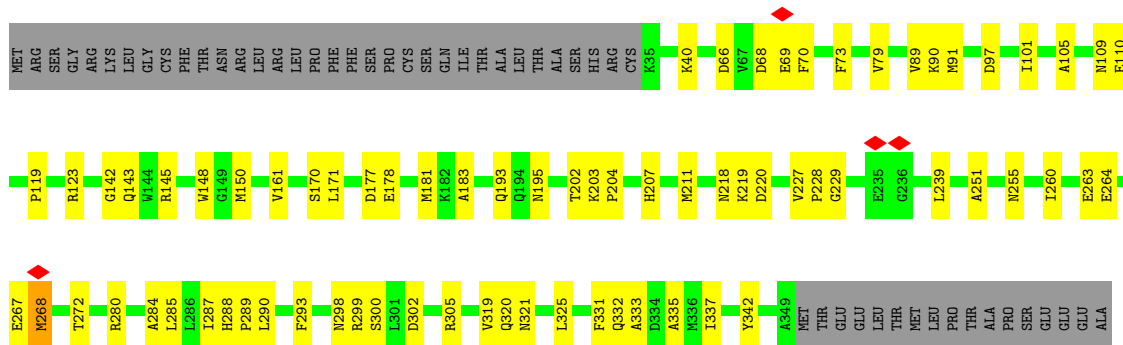 MET ARG SER GLY ARG ARG LYS LEU LEU GLY CYS PHE THR ASN ARG LEU ARG LEU PRO PHE PHE SER PRO CYS SER GLN ILE THR ALA LEU THR ALA SER HIS ARG CYS K35 K40 D66 V67 D68 E69 F70 F73 V79 V89 K90 M91 D97 I101 A105 N109 E110
P119 R123 G142 Q143 W144 R145 W148 G149 M150 V161 S170 L171 D177 E178 M181 K182 A183 Q193 Q194 N195 T202 K203 P204 H207 M211 N218 K219 D220 V227 P228 G229 E235 G236 L239 A251 N255 I260 E263 E264
E267 M268 T272 R280 A284 L285 L286 I287 H288 P289 L290 F293 N298 R299 S300 L301 D302 R305 V319 Q320 N321 L325 F331 Q332 A333 D334 A335 M336 I337 Y342 A349 MET THR GLU GLU LEU THR MET LEU PRO THR ALA PRO SER GLU GLU GLU ALA